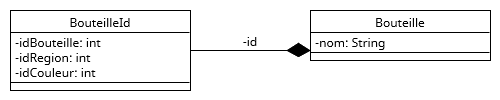 BouteilleId
-idBouteille: int
-idRegion: int
-idCouleur: int
-id
Bouteille
-nom: String